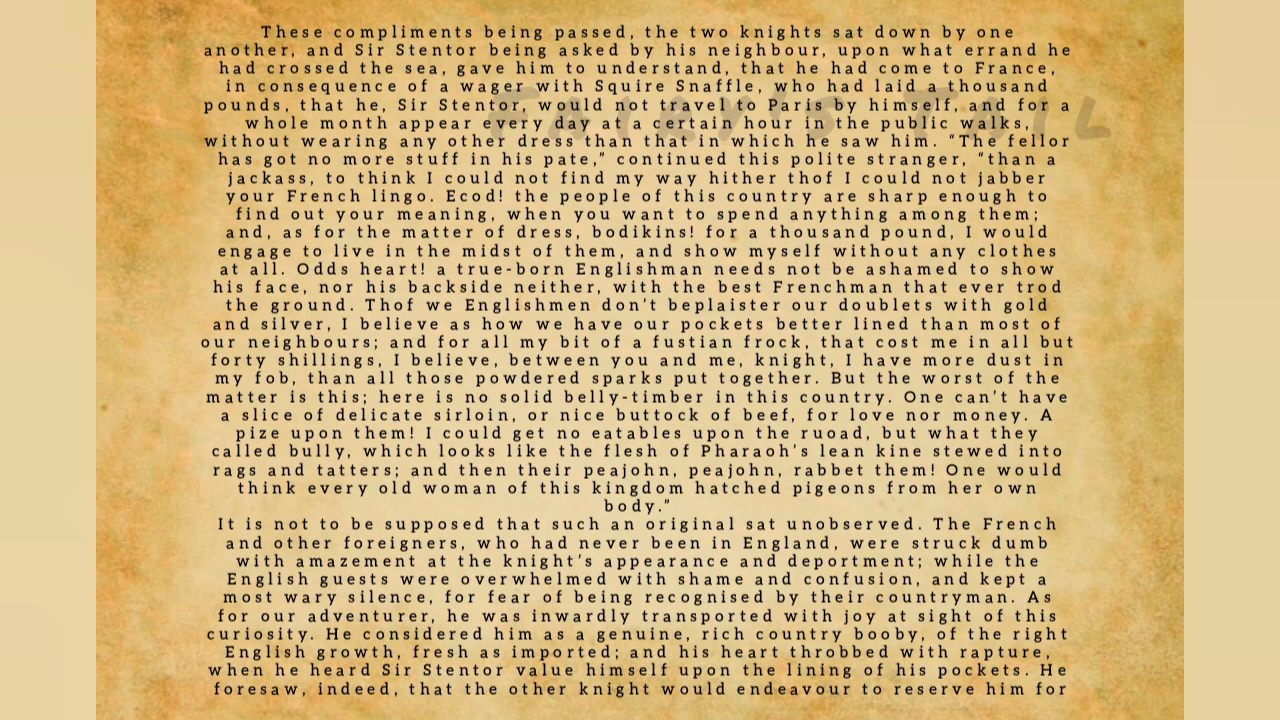 These compliments being passed, the two knights sat down by one
another, and Sir Stentor being asked by his neighbour, upon what errand he
had crossed the sea, gave him to understand, that he had come to France,
in consequence of a wager with Squire Snaffle, who had laid a thousand
pounds, that he, Sir Stentor, would not travel to Paris by himself, and for a
whole month appear every day at a certain hour in the public walks,
without wearing any other dress than that in which he saw him. “The fellor
has got no more stuff in his pate,” continued this polite stranger, “than a
jackass, to think I could not find my way hither thof I could not jabber
your French lingo. Ecod! the people of this country are sharp enough to
find out your meaning, when you want to spend anything among them;
and, as for the matter of dress, bodikins! for a thousand pound, I would
engage to live in the midst of them, and show myself without any clothes
at all. Odds heart! a true-born Englishman needs not be ashamed to show
his face, nor his backside neither, with the best Frenchman that ever trod
the ground. Thof we Englishmen don’t beplaister our doublets with gold
and silver, I believe as how we have our pockets better lined than most of
our neighbours; and for all my bit of a fustian frock, that cost me in all but
forty shillings, I believe, between you and me, knight, I have more dust in
my fob, than all those powdered sparks put together. But the worst of the
matter is this; here is no solid belly-timber in this country. One can’t have
a slice of delicate sirloin, or nice buttock of beef, for love nor money. A
pize upon them! I could get no eatables upon the ruoad, but what they
called bully, which looks like the flesh of Pharaoh’s lean kine stewed into
rags and tatters; and then their peajohn, peajohn, rabbet them! One would
think every old woman of this kingdom hatched pigeons from her own
body.”
It is not to be supposed that such an original sat unobserved. The French
and other foreigners, who had never been in England, were struck dumb
with amazement at the knight’s appearance and deportment; while the
English guests were overwhelmed with shame and confusion, and kept a
most wary silence, for fear of being recognised by their countryman. As
for our adventurer, he was inwardly transported with joy at sight of this
curiosity. He considered him as a genuine, rich country booby, of the right
English growth, fresh as imported; and his heart throbbed with rapture,
when he heard Sir Stentor value himself upon the lining of his pockets. He
foresaw, indeed, that the other knight would endeavour to reserve him for